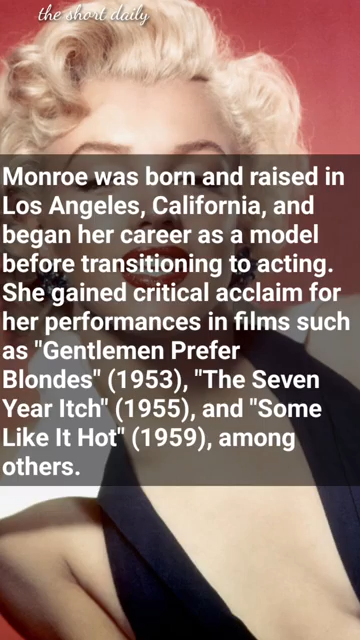 the short daily
Monroe was born and raised in
Los Angeles, California, and
began her career as a model
before transitioning to acting.
She gained critical acclaim for
her performances in films such
as "Gentlemen Prefer
Blondes" (1953), "The Seven
Year Itch" (1955), and "Some
Like It Hot" (1959), among
others.